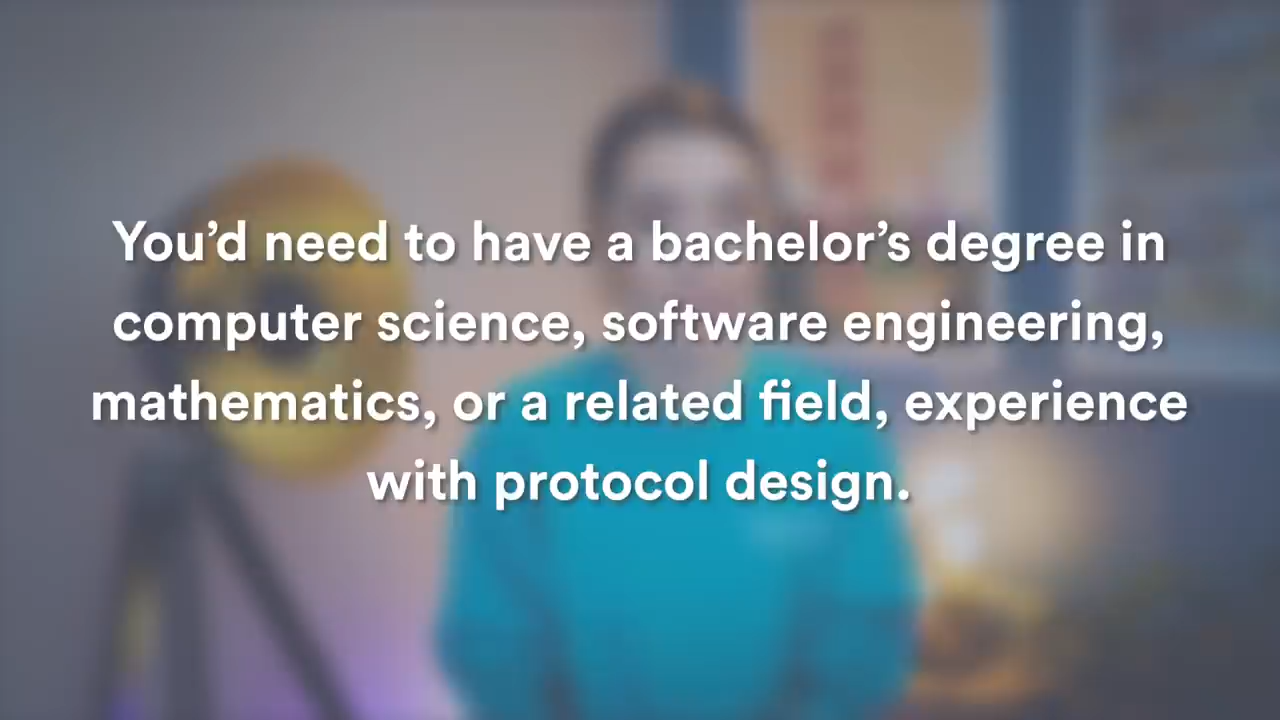 You’d need to have a bachelor’s degree in
computer science, software engineering,
mathematics, or a related field, experience
with protocol design.